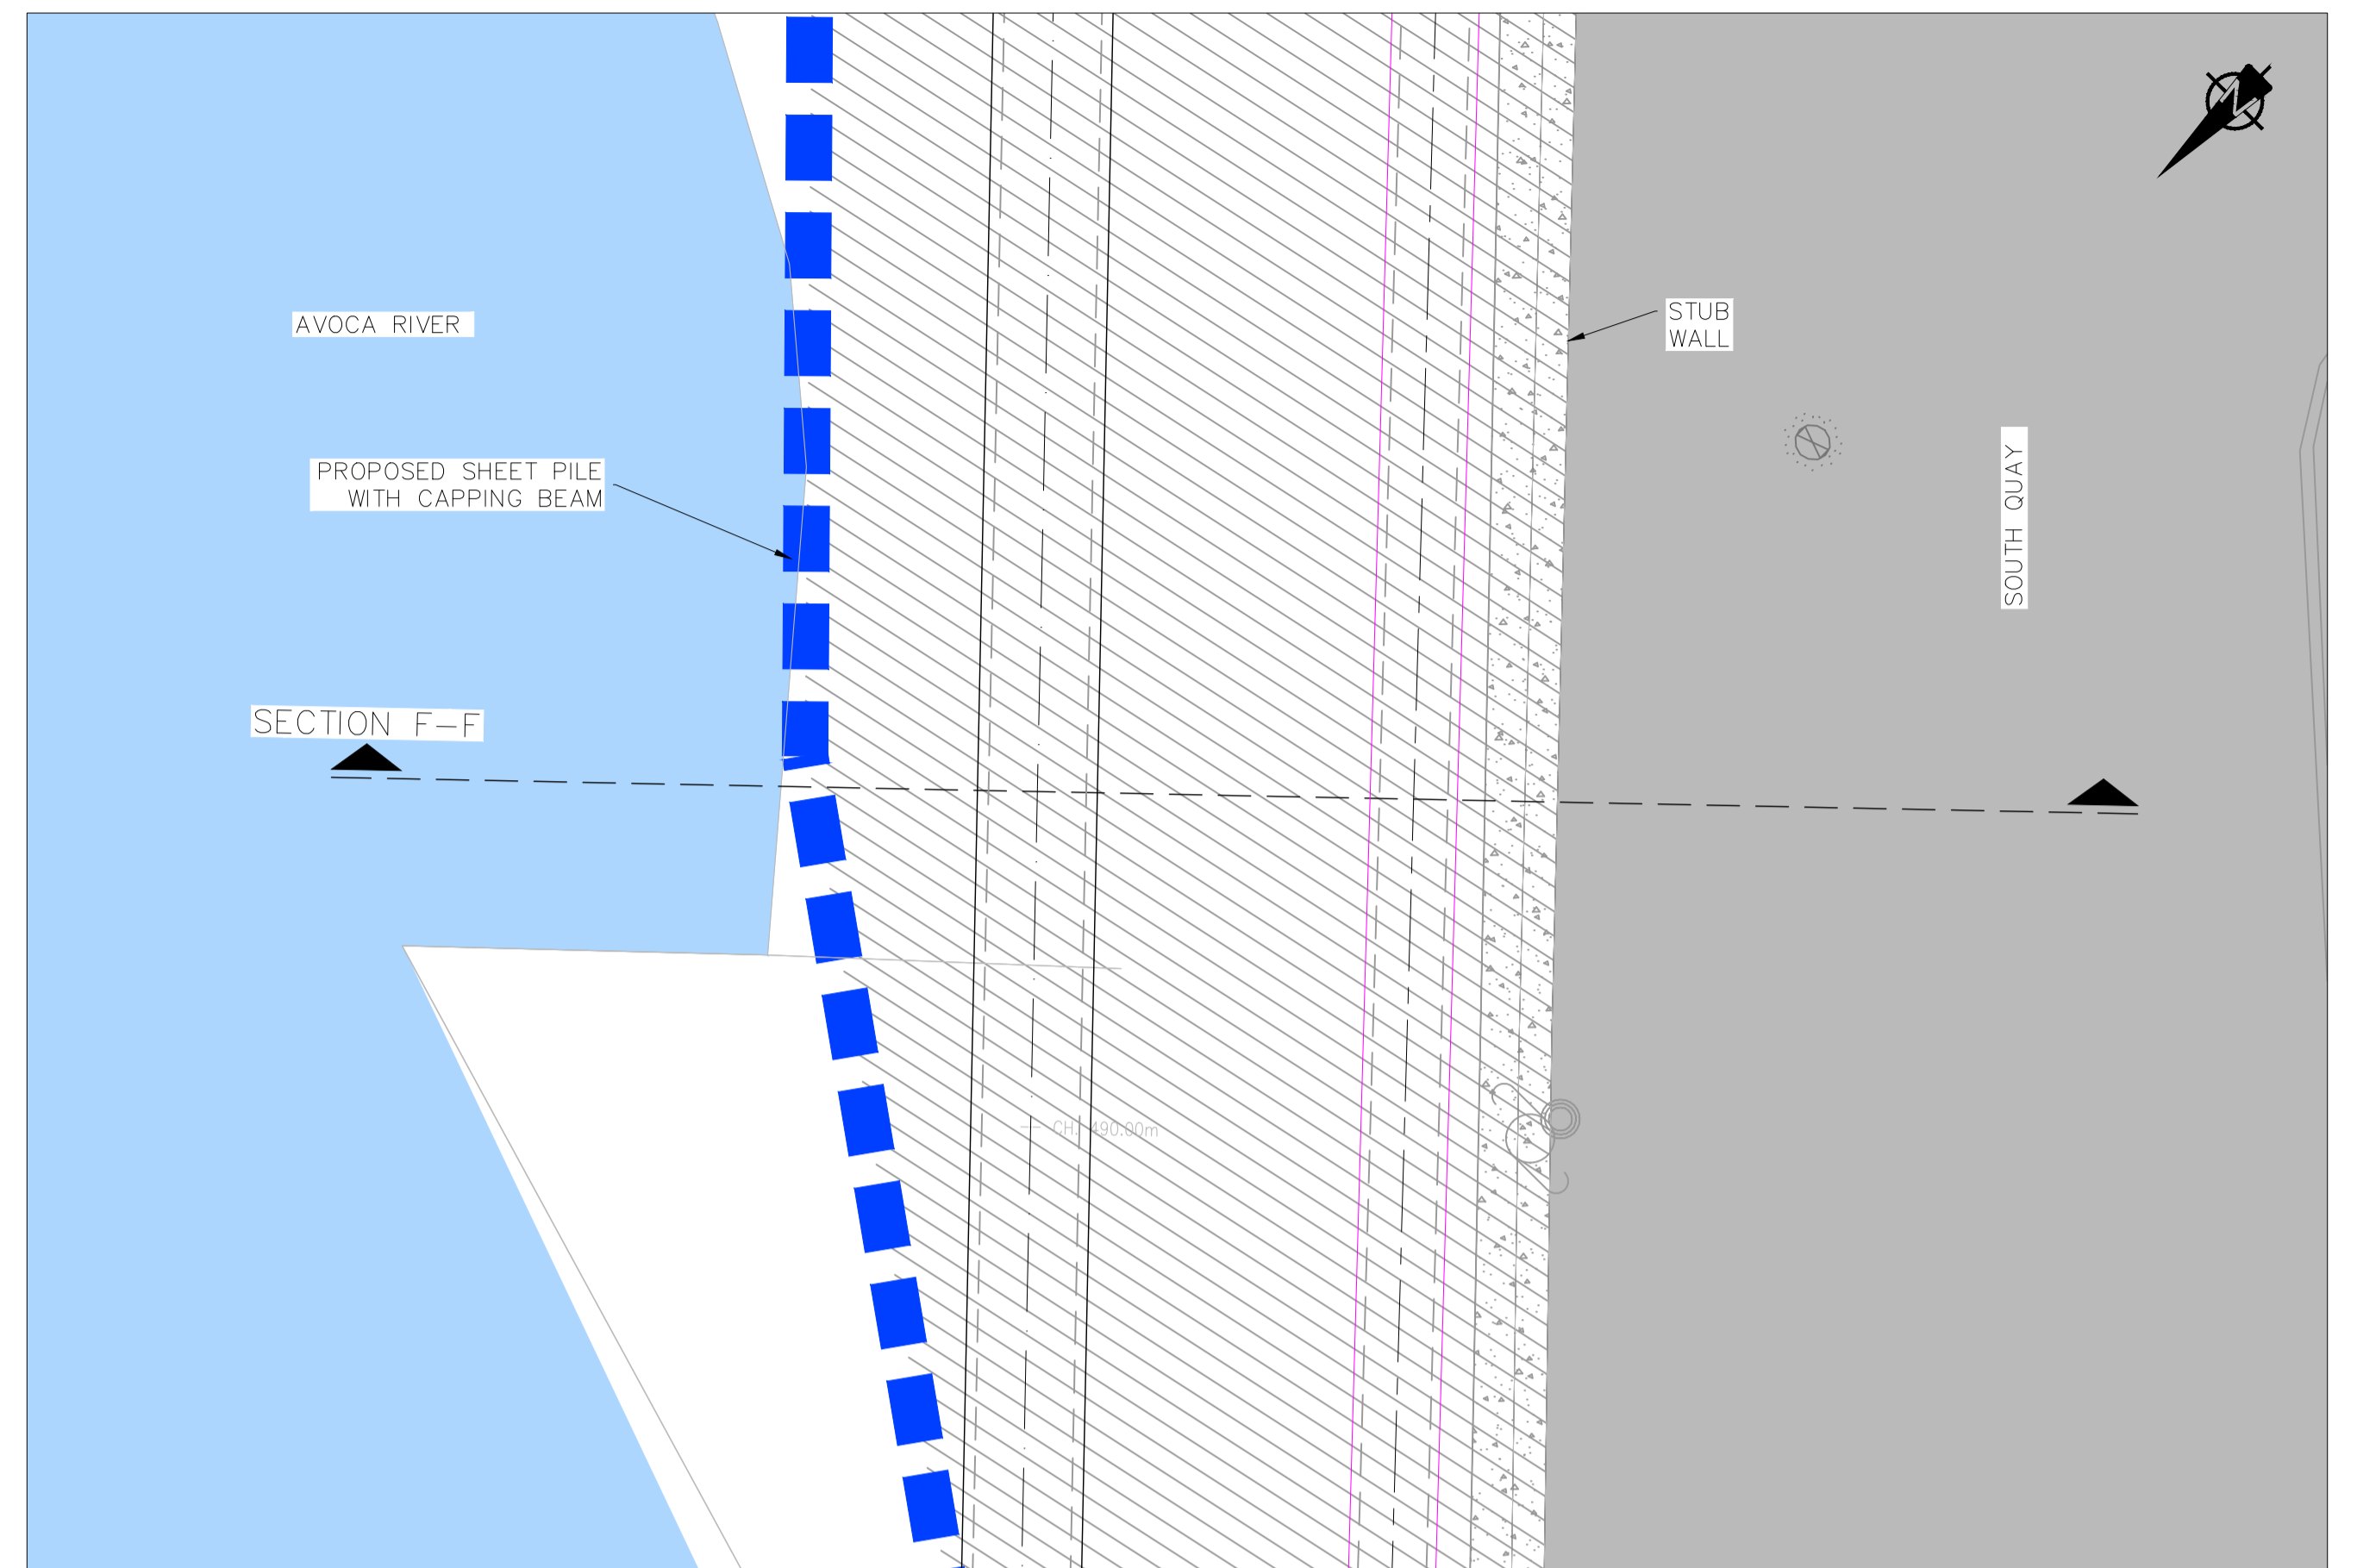 N
AVOCA RIVER
STUB
WALL
PROPOSED SHEET PILE
WITH CAPPING BEAM
SOUTH QUAY
SECTION F-F
CH. 490.00m